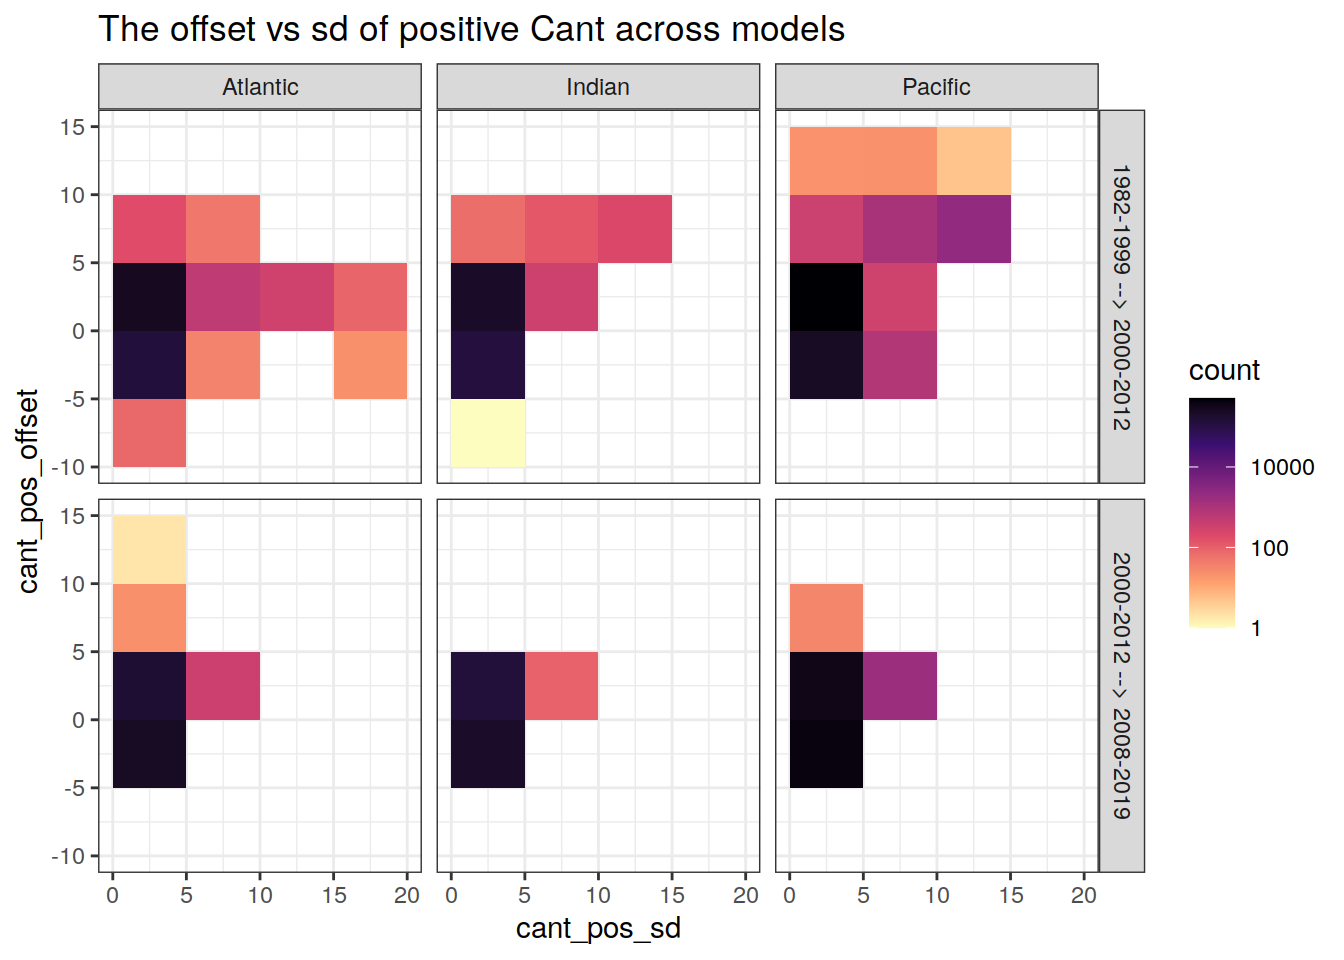 The offset vs sd of positive Cant across models
Atlantic
Indian
Pacific
15
10
5
0
-5
-10
1982-1999 --> 2000-2012
15
10
5
0
-5
-10
2000-2012 --> 2008-2019
cant_pos_offset
0 5 10 15 20
0 5 10 15 20
0 5 10 15 20
cant_pos_sd
count
10000
100
1